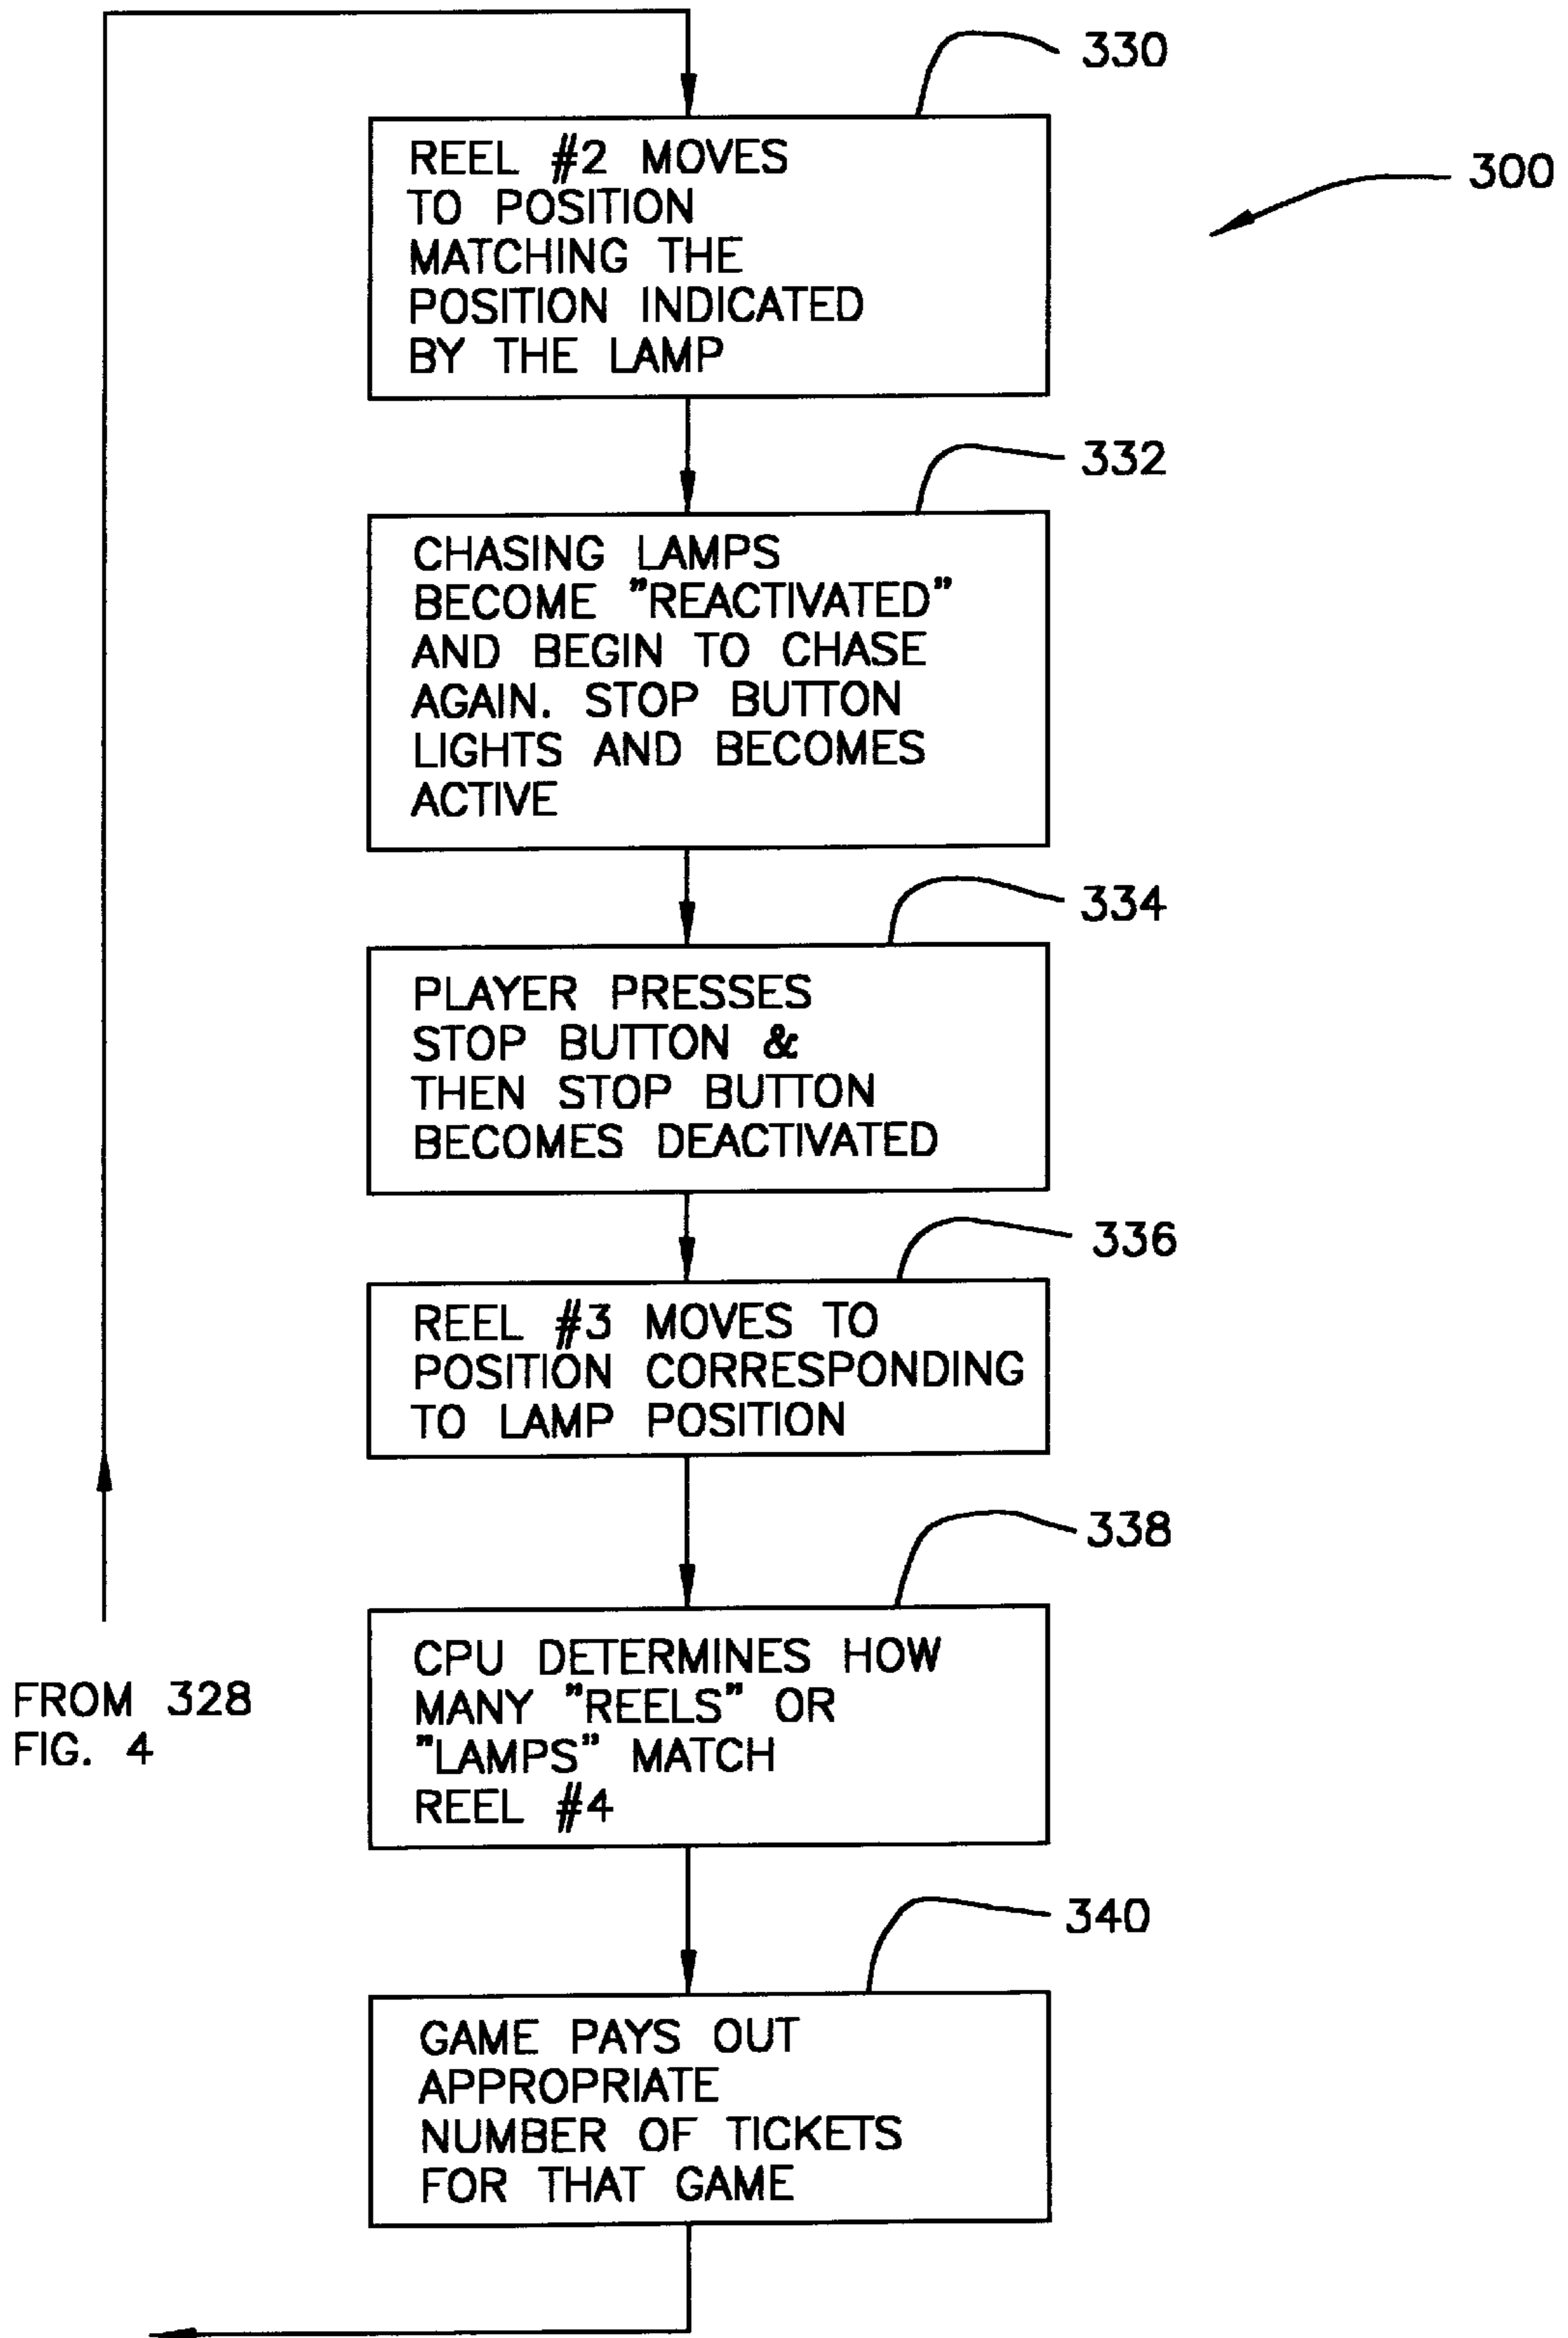 330
300
REEL #2 MOVES
TO POSITION
MATCHING THE
POSITION INDICATED
BY THE LAMP
332
CHASING LAMPS
BECOME "REACTIVATED"
AND BEGIN TO CHASE
AGAIN. STOP BUTTON
LIGHTS AND BECOMES
ACTIVE
334
PLAYER PRESSES
STOP BUTTON &
THEN STOP BUTTON
BECOMES DEACTIVATED
336
REEL #3 MOVES TO
POSITION CORRESPONDING
TO LAMP POSITION
338
CPU DETERMINES HOW
MANY "REELS" OR
"LAMPS" MATCH
REEL #4
FROM 328
FIG. 4
340
GAME PAYS OUT
APPROPRIATE
NUMBER OF TICKETS
FOR THAT GAME